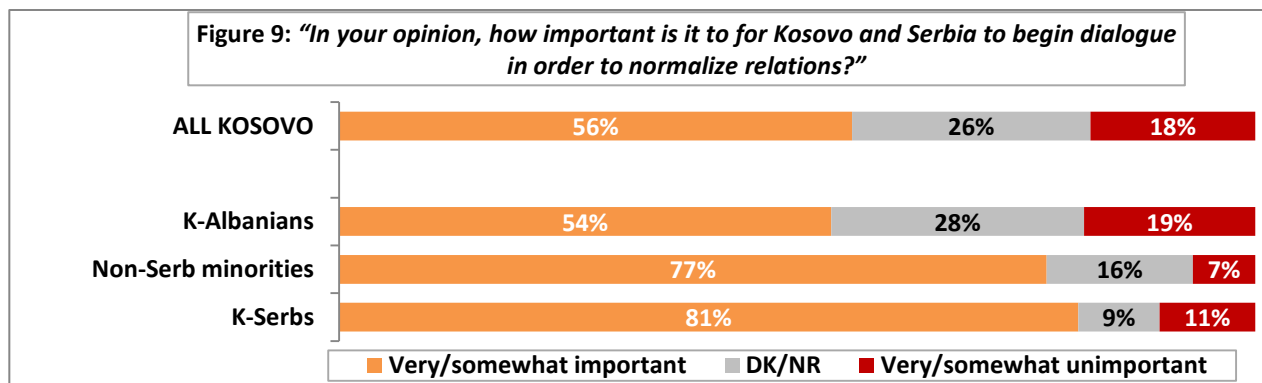 Figure 9: “In your opinion, how important is it to for Kosovo and Serbia to begin dialogue
in order to normalize relations?”
ALL KOSOVO 56% 26% 18%
K-Albanians 54% 28% 19%
Non-Serb minorities 77% 16% 7%
K-Serbs 81% 9% 11%
Very/somewhat important DK/NR Very/somewhat unimportant